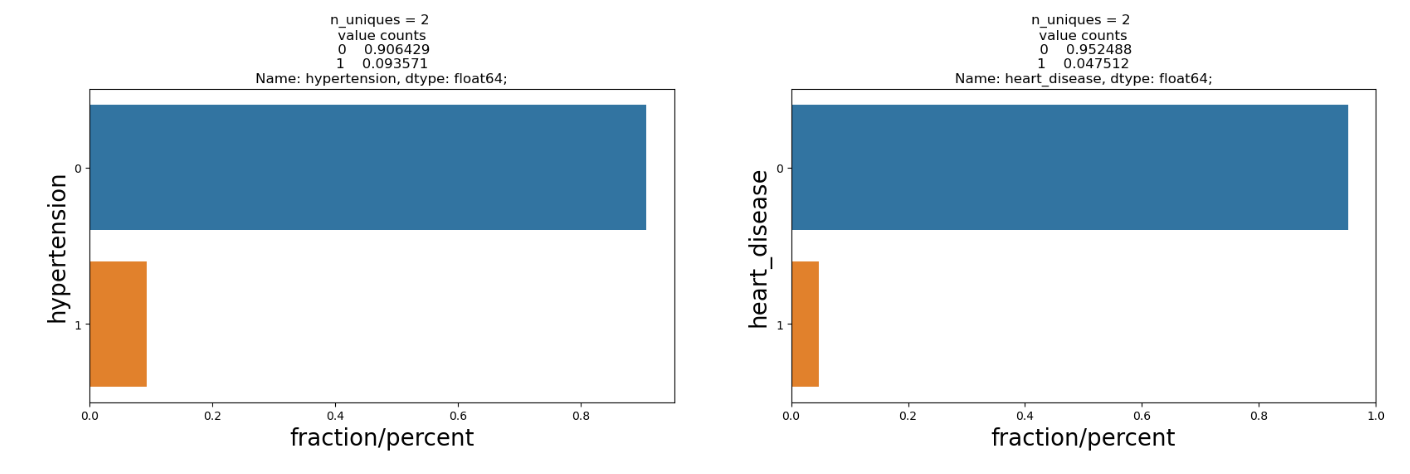 n_uniques = 2
value counts
0 0.906429
1 0.093571
Name: hypertension, dtype: float64;
hypertension
0
1
0.0 0.2 0.4 0.6 0.8
fraction/percent
n_uniques = 2
value counts
0 0.952488
1 0.047512
Name: heart_disease, dtype: float64;
heart_disease
0
1
0.0 0.2 0.4 0.6 0.8 1.0
fraction/percent